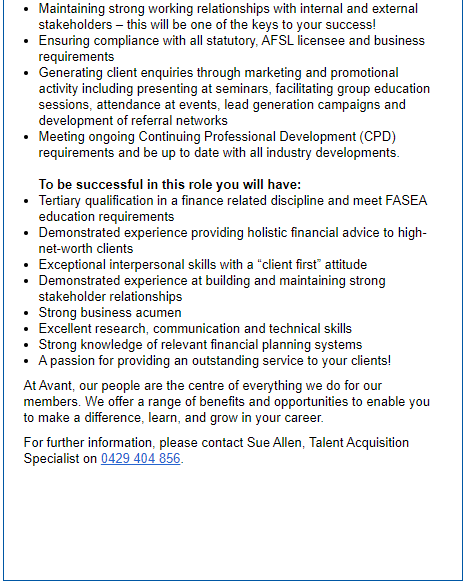 • Maintaining strong working relationships with internal and external
stakeholders – this will be one of the keys to your success!
• Ensuring compliance with all statutory, AFSL licensee and business
requirements
• Generating client enquiries through marketing and promotional
activity including presenting at seminars, facilitating group education
sessions, attendance at events, lead generation campaigns and
development of referral networks
• Meeting ongoing Continuing Professional Development (CPD)
requirements and be up to date with all industry developments.
To be successful in this role you will have:
• Tertiary qualification in a finance related discipline and meet FASEA
education requirements
• Demonstrated experience providing holistic financial advice to high-
net-worth clients
• Exceptional interpersonal skills with a “client first” attitude
• Demonstrated experience at building and maintaining strong
stakeholder relationships
• Strong business acumen
• Excellent research, communication and technical skills
• Strong knowledge of relevant financial planning systems
• A passion for providing an outstanding service to your clients!
At Avant, our people are the centre of everything we do for our
members. We offer a range of benefits and opportunities to enable you
to make a difference, learn, and grow in your career.
For further information, please contact Sue Allen, Talent Acquisition
Specialist on 0429 404 856.